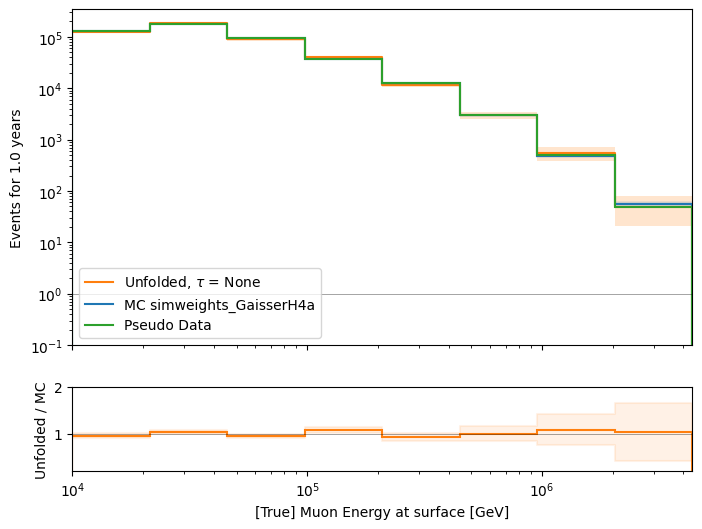 10^5
10^4
10^3
10^2
10^1
10^0
10^-1
Events for 1.0 years
Unfolded, τ = None
MC simweights_GaisserH4a
Pseudo Data
2
1
Unfolded / MC
10^4
10^5
10^6
[True] Muon Energy at surface [GeV]